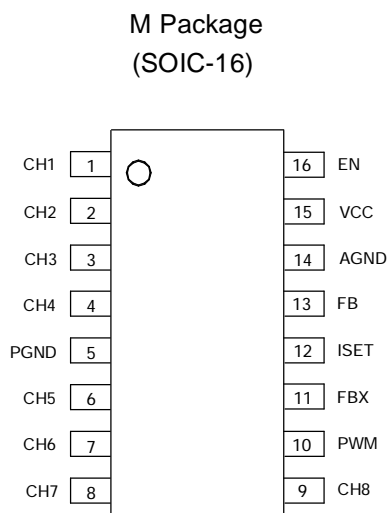 M Package
(SOIC-16)
CH1 1 16 EN
CH2 2 15 VCC
CH3 3 14 AGND
CH4 4 13 FB
PGND 5 12 ISET
CH5 6 11 FBX
CH6 7 10 PWM
CH7 8 9 CH8